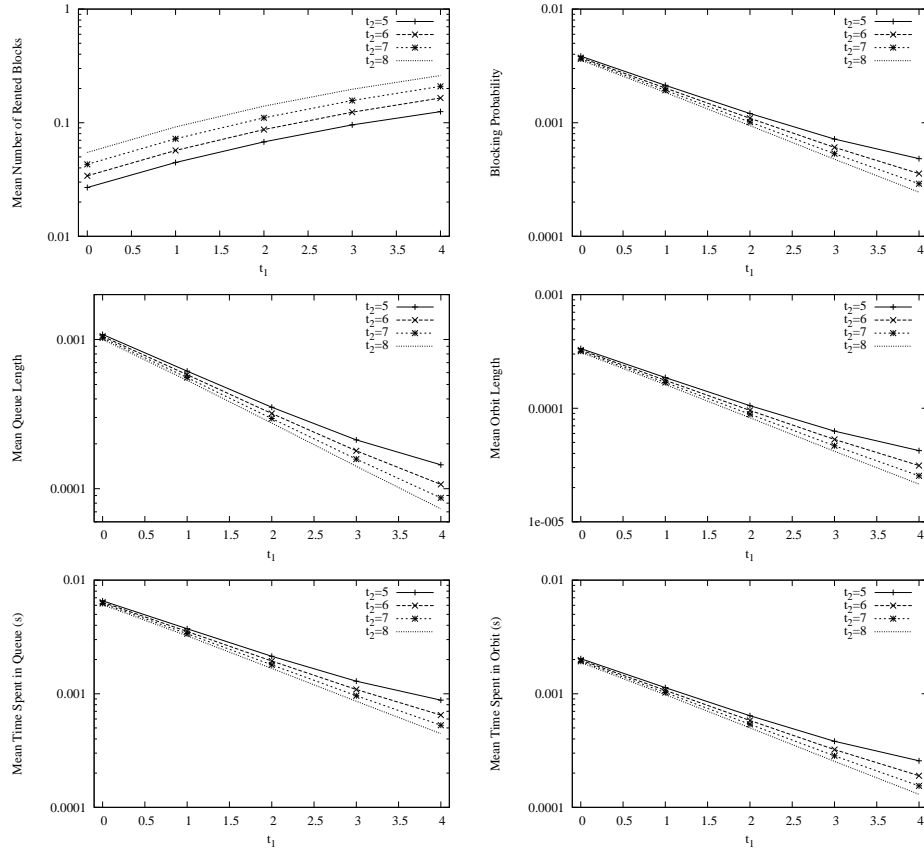 Mean Number of Rented Blocks
1
0.1
0.01
0 0.5 1 1.5 2 2.5 3 3.5 4
t1
t2=5
t2=6
t2=7
t2=8
Blocking Probability
0.01
0.001
0.0001
0 0.5 1 1.5 2 2.5 3 3.5 4
t1
t2=5
t2=6
t2=7
t2=8
Mean Queue Length
0.001
0.0001
0 0.5 1 1.5 2 2.5 3 3.5 4
t1
t2=5
t2=6
t2=7
t2=8
Mean Orbit Length
0.001
0.0001
1e-005
0 0.5 1 1.5 2 2.5 3 3.5 4
t1
t2=5
t2=6
t2=7
t2=8
Mean Time Spent in Queue (s)
0.01
0.001
0.0001
0 0.5 1 1.5 2 2.5 3 3.5 4
t1
t2=5
t2=6
t2=7
t2=8
Mean Time Spent in Orbit (s)
0.01
0.001
0.0001
0 0.5 1 1.5 2 2.5 3 3.5 4
t1
t2=5
t2=6
t2=7
t2=8